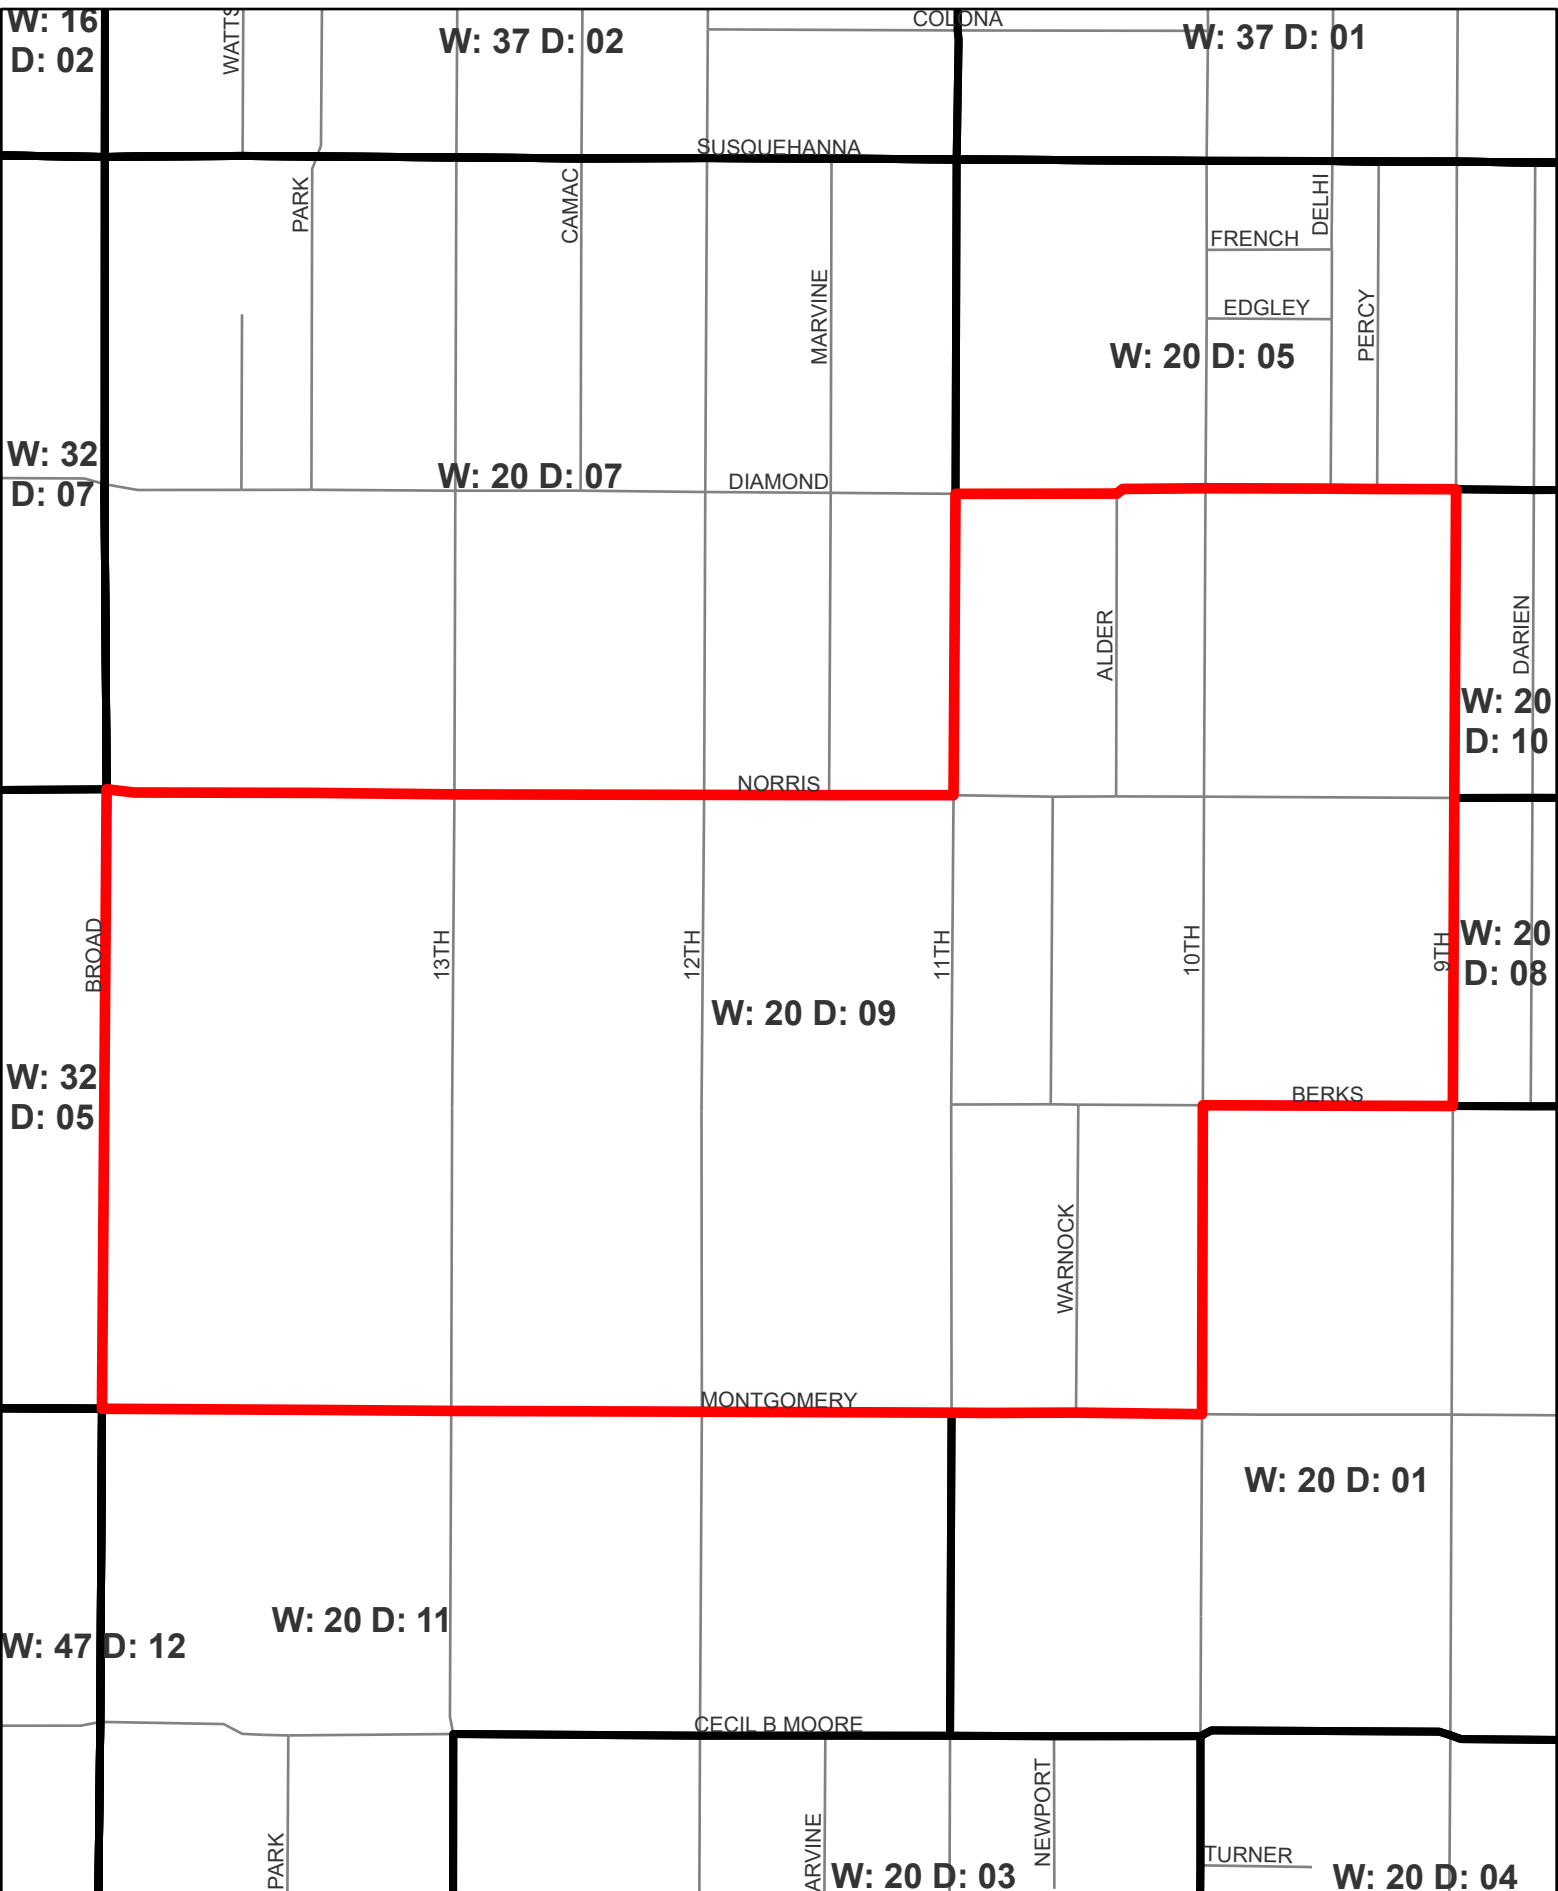 W: 16
D: 02
WATTS
W: 37 D: 02
COLONA
W: 37 D: 01
SUSQUEHANNA
PARK
CAMAC
MARVINE
DELHI
FRENCH
EDGLEY
PERCY
W: 20 D: 05
W: 32
D: 07
W: 20 D: 07
DIAMOND
ALDER
DARIEN
W: 20
D: 10
NORRIS
BROAD
13TH
12TH
11TH
10TH
9TH
W: 20
D: 08
W: 20 D: 09
W: 32
D: 05
BERKS
WARNOCK
MONTGOMERY
W: 20 D: 01
W: 20 D: 11
W: 47 D: 12
CECIL B MOORE
PARK
ARVINE
NEWPORT
W: 20 D: 03
TURNER
W: 20 D: 04